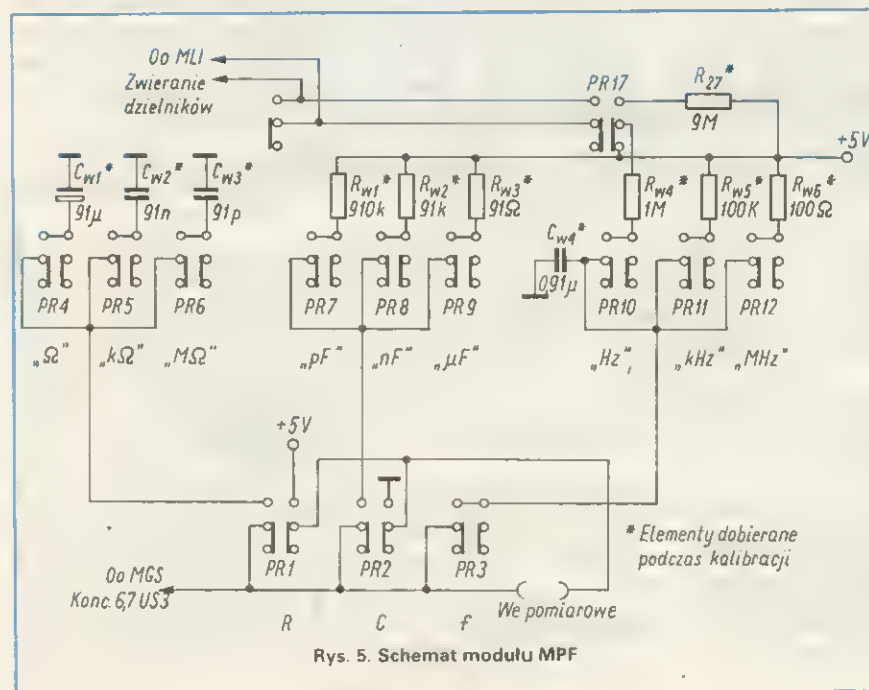 Do MLI
Zwieranie
dzielników
PR17
R27*
9M
+5V
Cw1*
91µ
Cw2*
91n
Cw3*
91p
Rw1*
910k
Rw2*
91k
Rw3*
91Ω
Rw4*
1M
Rw5*
100K
Rw6*
100Ω
Cw4*
0,91µ
PR4
PR5
PR6
PR7
PR8
PR9
PR10
PR11
PR12
„Ω"
„kΩ"
„MΩ"
„pF"
„nF"
„µF"
„Hz"
„kHz"
„MHz"
+5V
PR1
PR2
PR3
* Elementy dobierane
podczas kalibracji
Do MGS
Konc. 6,7 US3
We pomiarowe
R
C
f
Rys. 5. Schemat modułu MPF